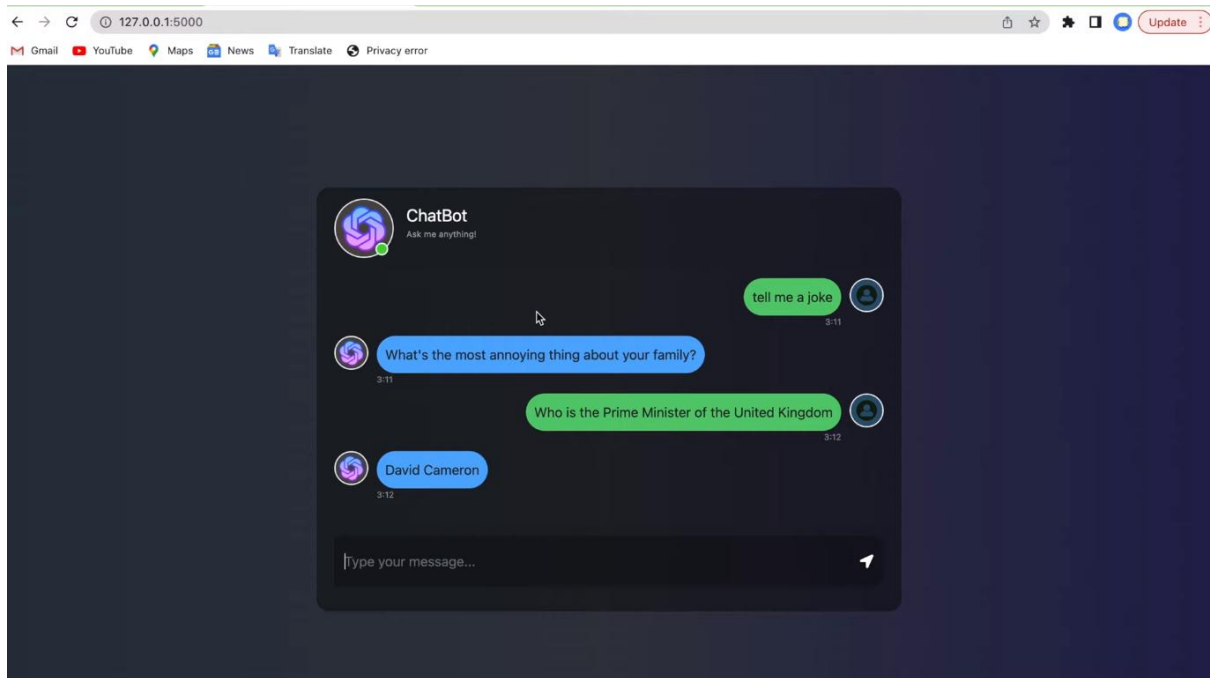 127.0.0.1:5000
Update
Gmail YouTube Maps News Translate Privacy error
ChatBot
Ask me anything!
tell me a joke
3:11
What's the most annoying thing about your family?
3:11
Who is the Prime Minister of the United Kingdom
3:12
David Cameron
3:12
Type your message...